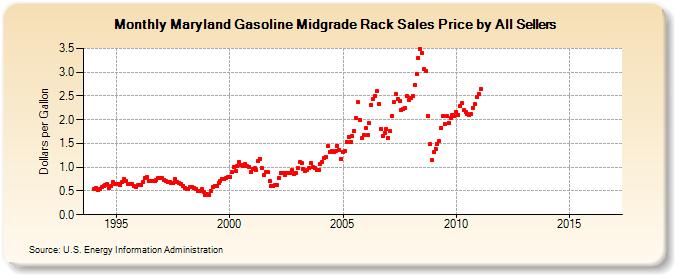 Monthly Maryland Gasoline Midgrade Rack Sales Price by All Sellers
Dollars per Gallon
3.5
3.0
2.5
2.0
1.5
1.0
0.5
0.0
1995 2000 2005 2010 2015
Source: U.S. Energy Information Administration